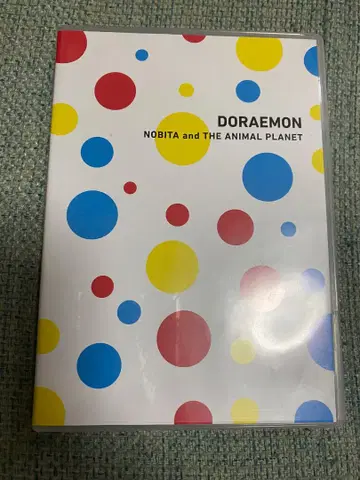 DORAEMON
NOBITA and THE ANIMAL PLANET